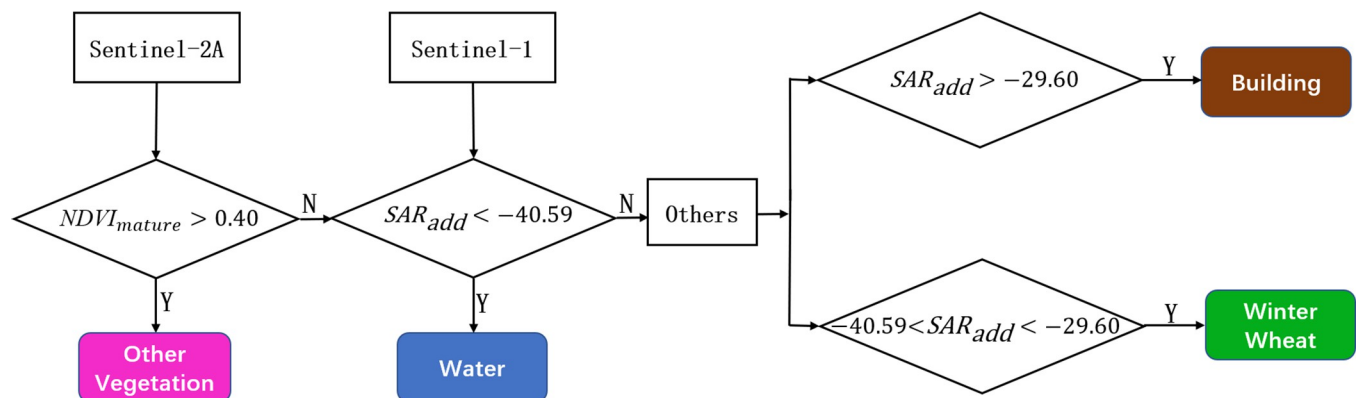 Sentinel-2A
Sentinel-1
SAR_add > −29.60
Y
Building
NDVI_mature > 0.40
N
SAR_add < −40.59
N
Others
Y
Y
−40.59<SAR_add < −29.60
Y
Winter
Wheat
Other
Vegetation
Water